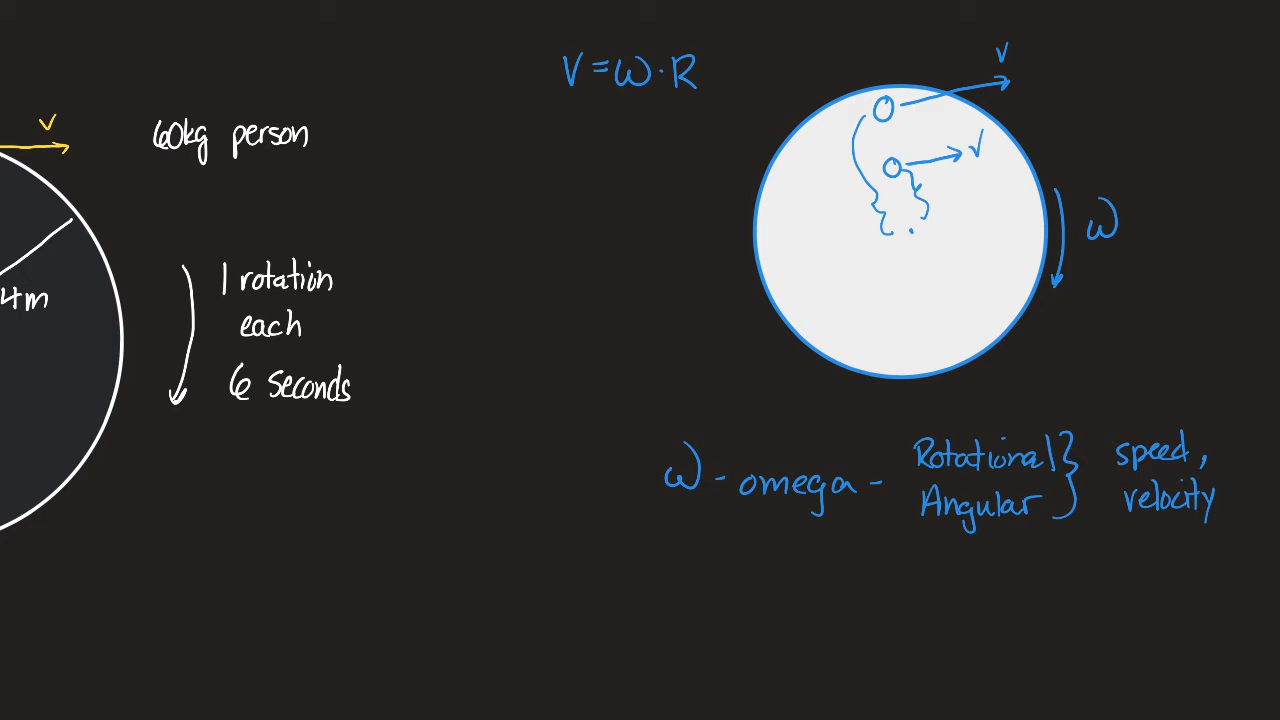 v
60kg person
4m
1 rotation
each
6 seconds
V = ω · R
v
v
ω
ω - omega - Rotational } speed,
Angular } velocity